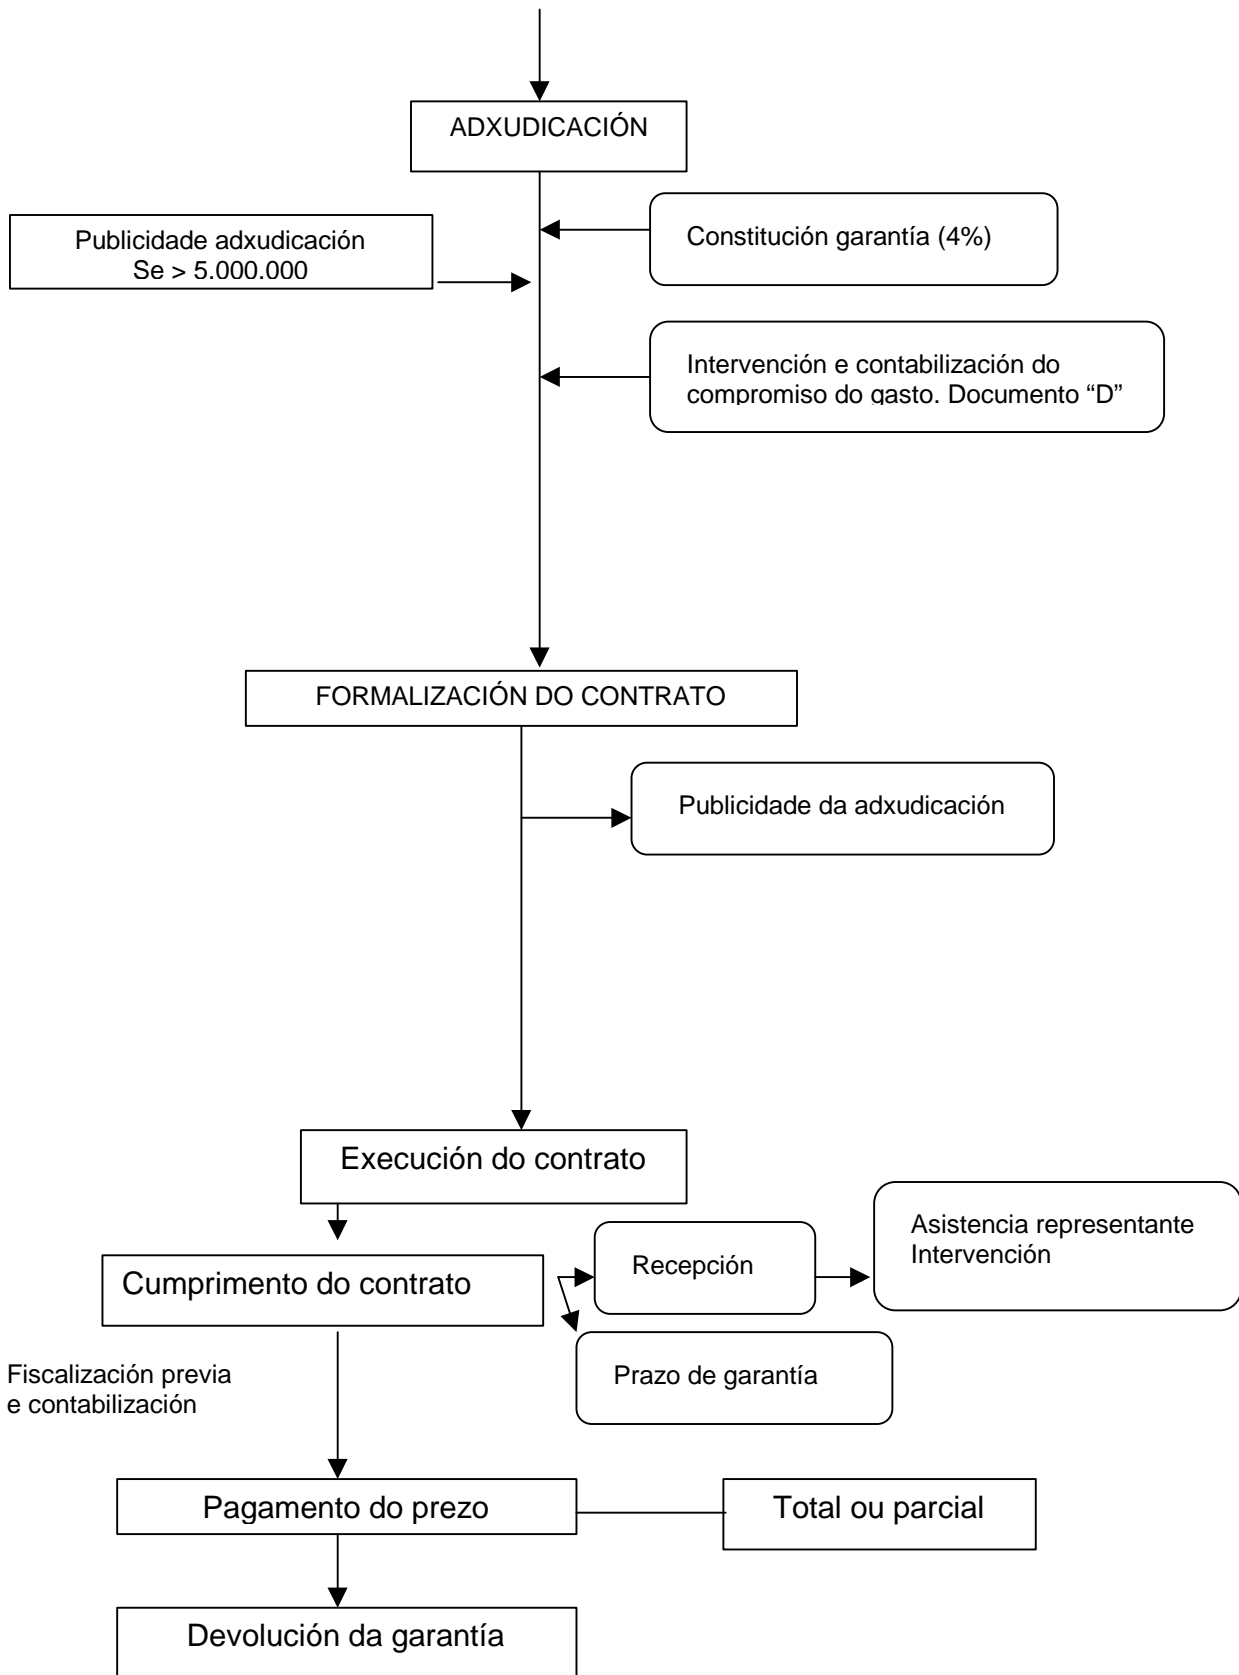 ADXUDICACIÓN
Publicidade adxudicación
Se > 5.000.000
Constitución garantía (4%)
Intervención e contabilización do
compromiso do gasto. Documento “D”
FORMALIZACIÓN DO CONTRATO
Publicidade da adxudicación
Execución do contrato
Cumprimento do contrato
Recepción
Asistencia representante
Intervención
Prazo de garantía
Fiscalización previa
e contabilización
Pagamento do prezo
Total ou parcial
Devolución da garantía